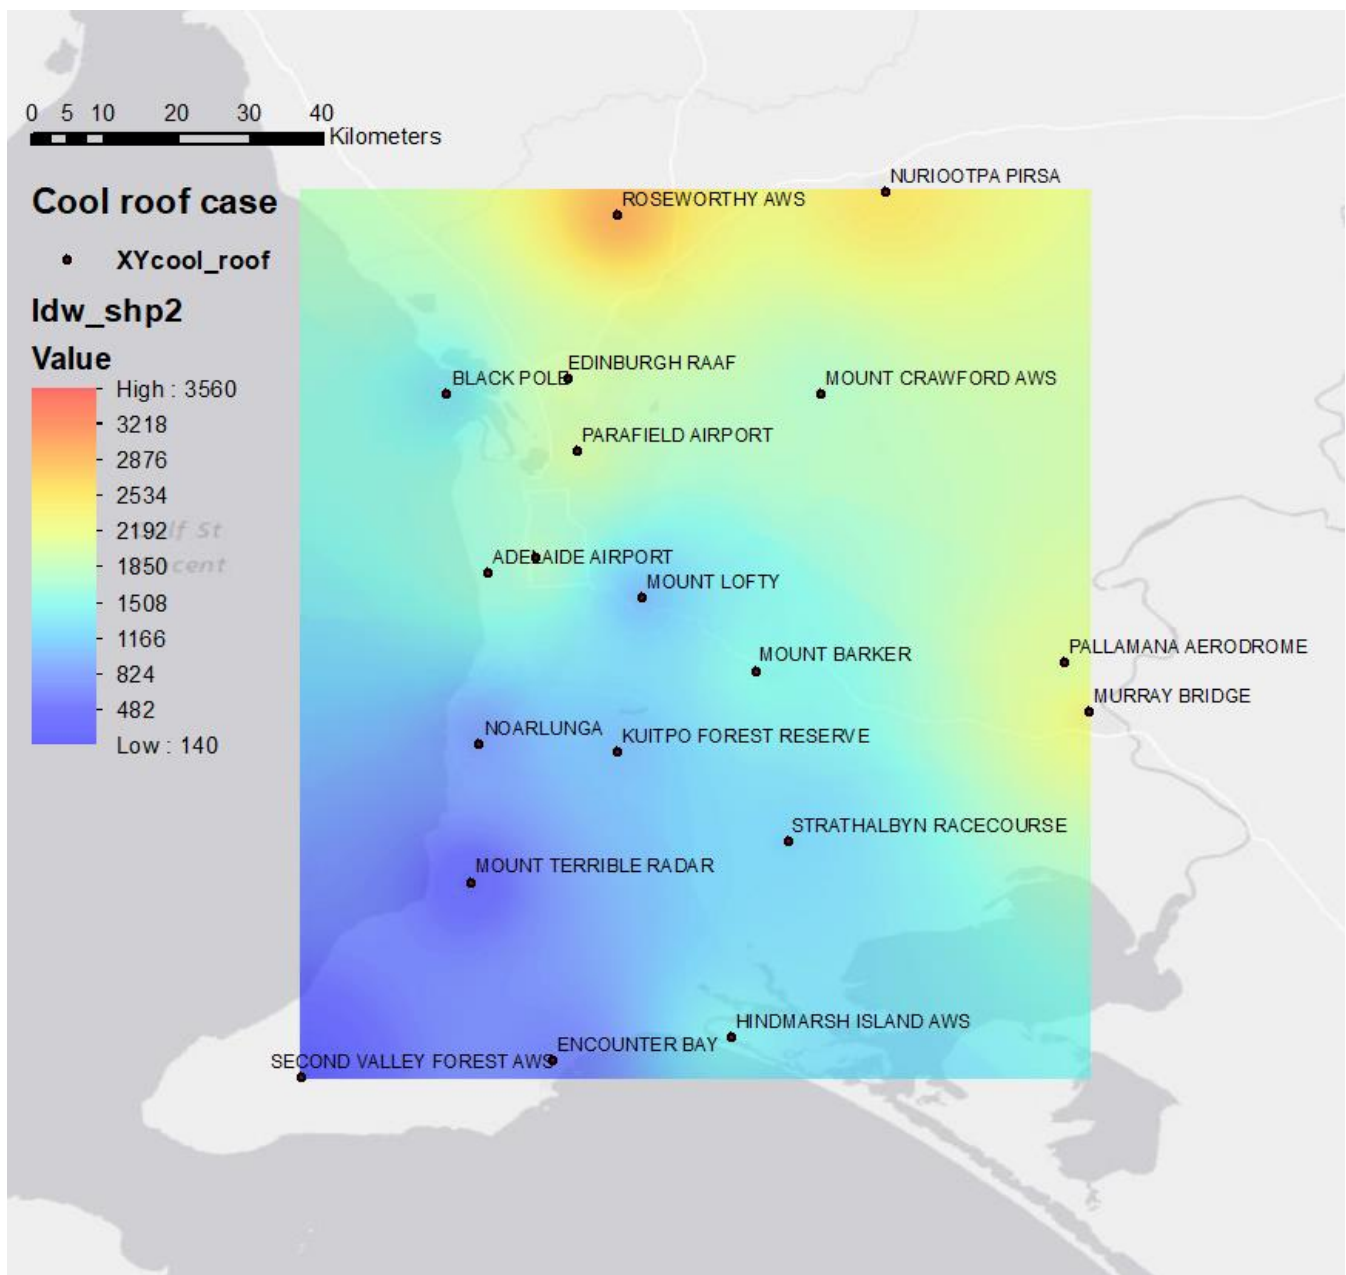 0 5 10 20 30 40
Kilometers
NURIOOTPA PIRSA
Cool roof case
ROSEWORTHY AWS
XYcool_roof
Idw_shp2
Value
High : 3560
3218
2876
2534
2192
1850
1508
1166
824
482
Low : 140
EDINBURGH RAAF
BLACK POLE
MOUNT CRAWFORD AWS
PARAFIELD AIRPORT
lf St
cent
ADELAIDE AIRPORT
MOUNT LOFTY
MOUNT BARKER
PALLAMANA AERODROME
MURRAY BRIDGE
NOARLUNGA
KUITPO FOREST RESERVE
STRATHALBYN RACECOURSE
MOUNT TERRIBLE RADAR
HINDMARSH ISLAND AWS
ENCOUNTER BAY
SECOND VALLEY FOREST AWS